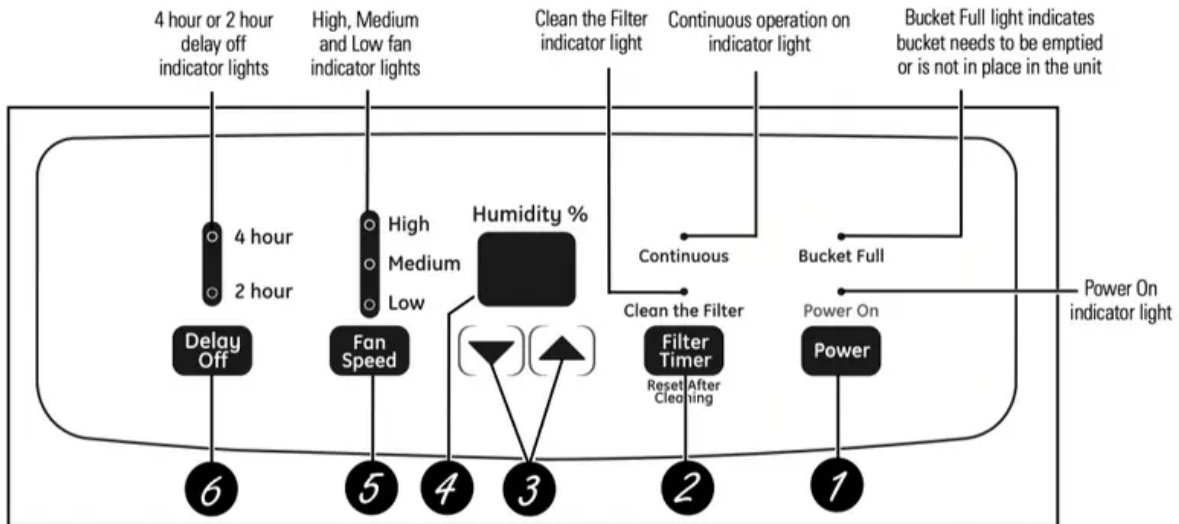 4 hour or 2 hour
delay off
indicator lights
High, Medium
and Low fan
indicator lights
Clean the Filter
indicator light
Continuous operation on
indicator light
Bucket Full light indicates
bucket needs to be emptied
or is not in place in the unit
4 hour
2 hour
Delay
Off
High
Medium
Low
Fan
Speed
Humidity %
Continuous
Clean the Filter
Filter
Timer
Reset After
Cleaning
Bucket Full
Power On
Power
Power On
indicator light
6
5
4
3
2
1